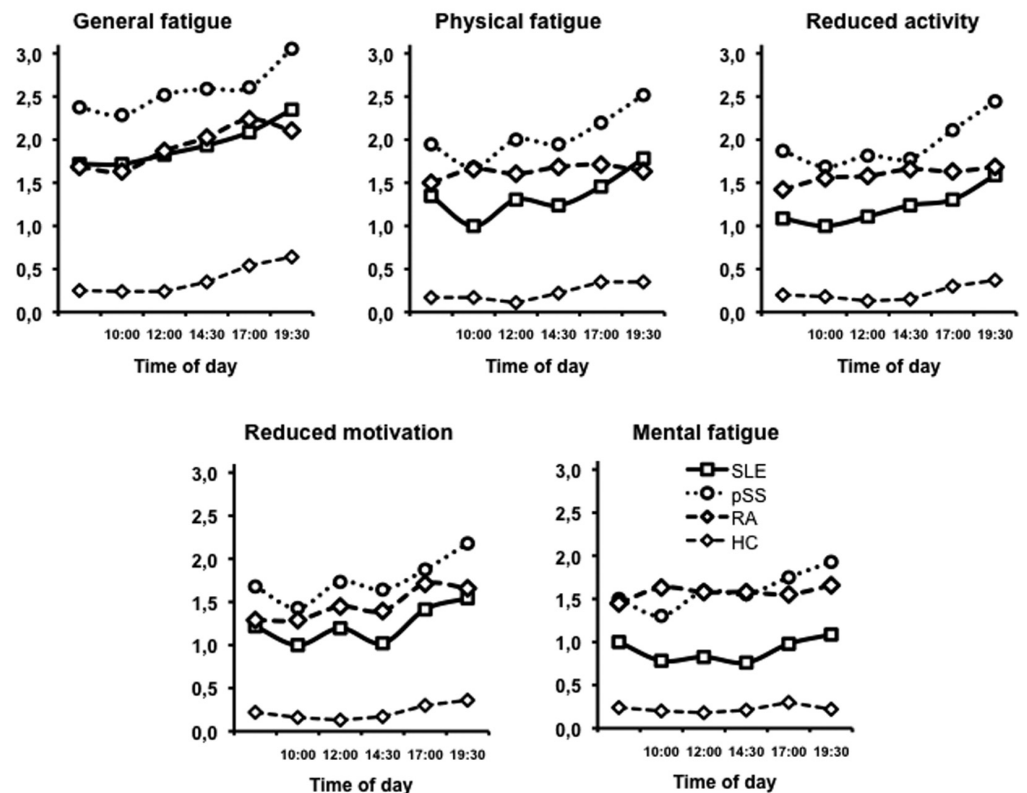 General fatigue
3,0
2,5
2,0
1,5
1,0
0,5
0,0
10:00 12:00 14:30 17:00 19:30
Time of day
Physical fatigue
3,0
2,5
2,0
1,5
1,0
0,5
0,0
10:00 12:00 14:30 17:00 19:30
Time of day
Reduced activity
3,0
2,5
2,0
1,5
1,0
0,5
0,0
10:00 12:00 14:30 17:00 19:30
Time of day
Reduced motivation
3,0
2,5
2,0
1,5
1,0
0,5
0,0
10:00 12:00 14:30 17:00 19:30
Time of day
Mental fatigue
SLE
pSS
RA
HC
3,0
2,5
2,0
1,5
1,0
0,5
0,0
10:00 12:00 14:30 17:00 19:30
Time of day